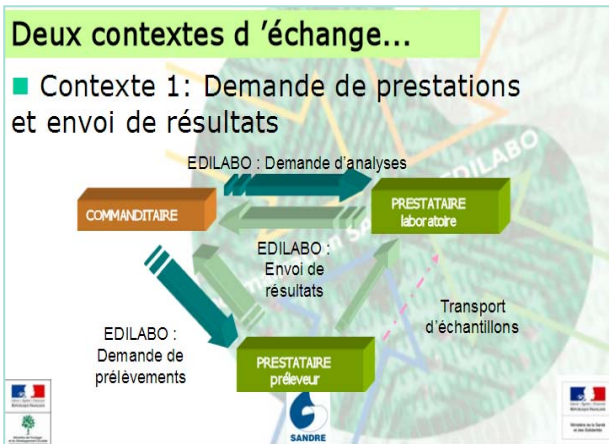 Deux contextes d ’échange...
Contexte 1: Demande de prestations
et envoi de résultats
EDILABO : Demande d'analyses
EDILABO
COMMANDITAIRE
PRESTATAIRE
laboratoire
EDILABO :
Envoi de
résultats
Transport
d'échantillons
EDILABO :
Demande de
prélèvements
PRESTATAIRE
préleveur
SANDRE